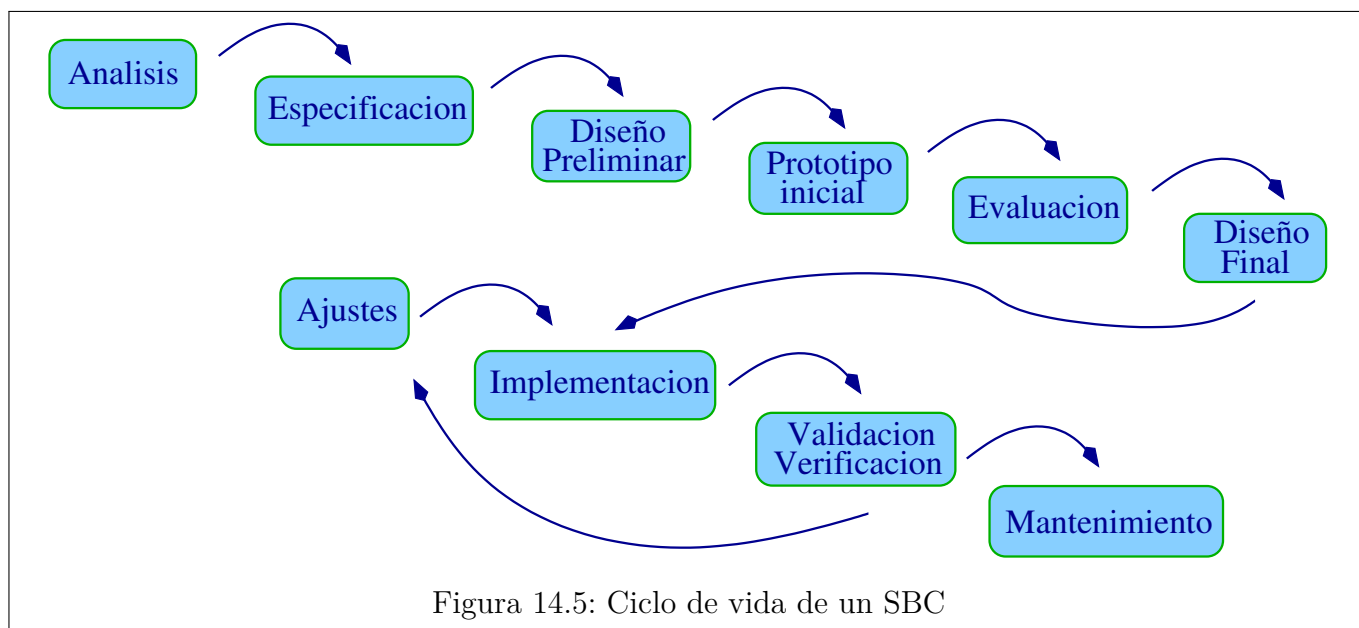 Analisis
Especificacion
Diseño
Preliminar
Prototipo
inicial
Evaluacion
Diseño
Final
Ajustes
Implementacion
Validacion
Verificacion
Mantenimiento
Figura 14.5: Ciclo de vida de un SBC